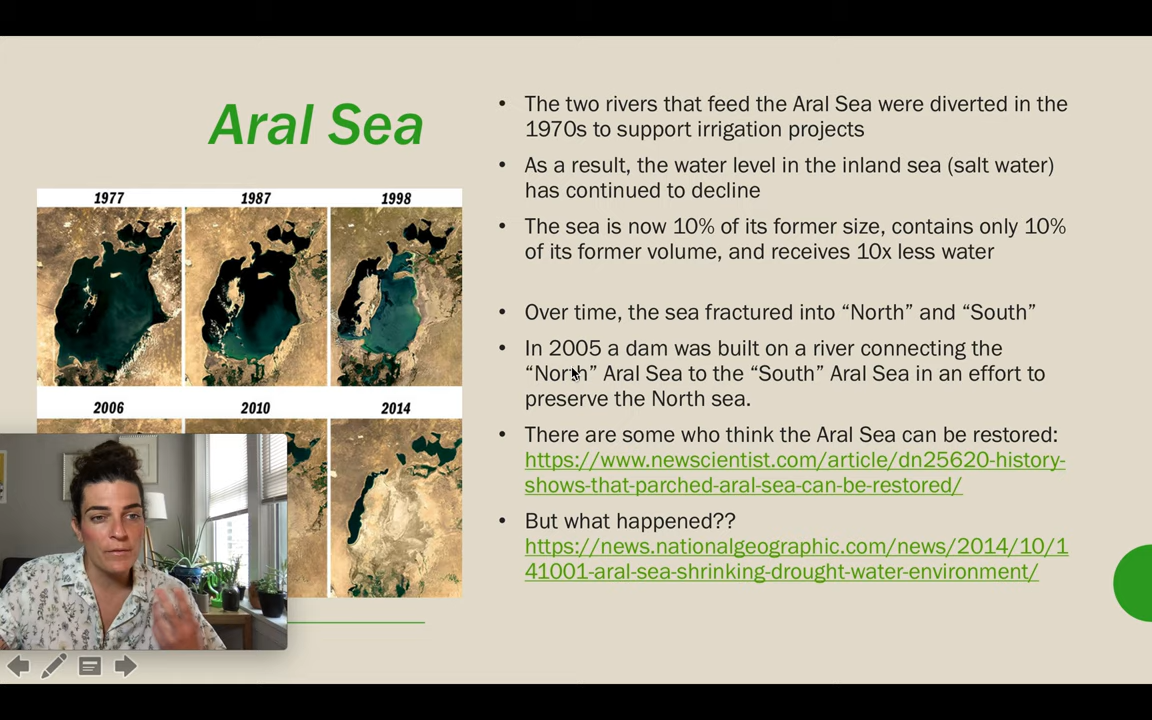 Aral Sea
1977
1987
1998
2006
2010
2014
• The two rivers that feed the Aral Sea were diverted in the
1970s to support irrigation projects
• As a result, the water level in the inland sea (salt water)
has continued to decline
• The sea is now 10% of its former size, contains only 10%
of its former volume, and receives 10x less water
• Over time, the sea fractured into “North” and “South”
• In 2005 a dam was built on a river connecting the
“North” Aral Sea to the “South” Aral Sea in an effort to
preserve the North sea.
• There are some who think the Aral Sea can be restored:
https://www.newscientist.com/article/dn25620-history-
shows-that-parched-aral-sea-can-be-restored/
• But what happened??
https://news.nationalgeographic.com/news/2014/10/1
41001-aral-sea-shrinking-drought-water-environment/